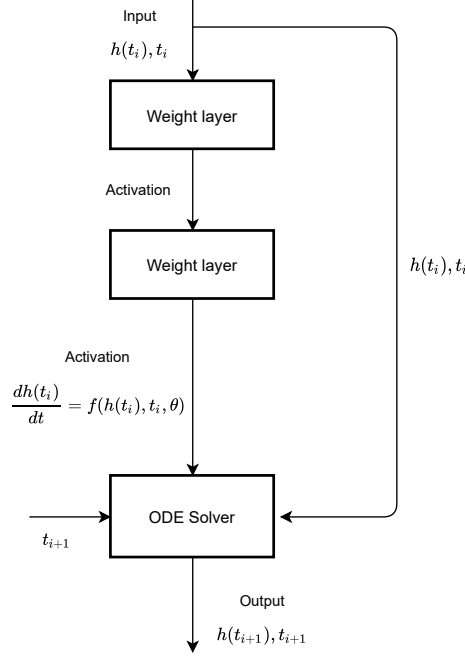 Input
h(t_i), t_i
Weight layer
Activation
Weight layer
h(t_i), t_i
Activation
dh(t_i)/dt = f(h(t_i), t_i, θ)
ODE Solver
t_{i+1}
Output
h(t_{i+1}), t_{i+1}